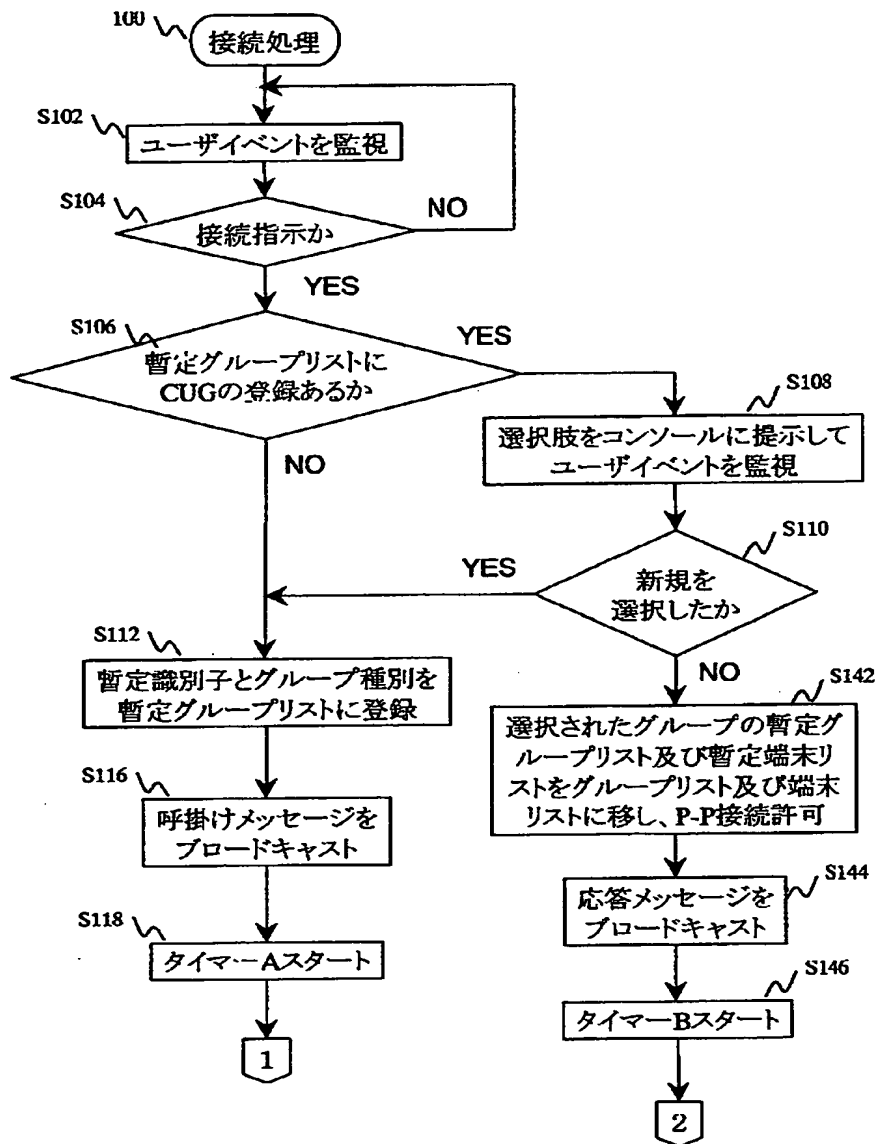 100
接続処理
S102
ユーザイベントを監視
S104
接続指示か
NO
YES
S106
暫定グループリストに
CUGの登録あるか
YES
NO
S108
選択肢をコンソールに提示して
ユーザイベントを監視
S110
新規を
選択したか
YES
NO
S112
暫定識別子とグループ種別を
暫定グループリストに登録
S142
選択されたグループの暫定グ
ループリスト及び暫定端末リ
ストをグループリスト及び端末
リストに移し、P-P接続許可
S116
呼掛けメッセージを
ブロードキャスト
S144
応答メッセージを
ブロードキャスト
S118
タイマーAスタート
S146
タイマーBスタート
1
2